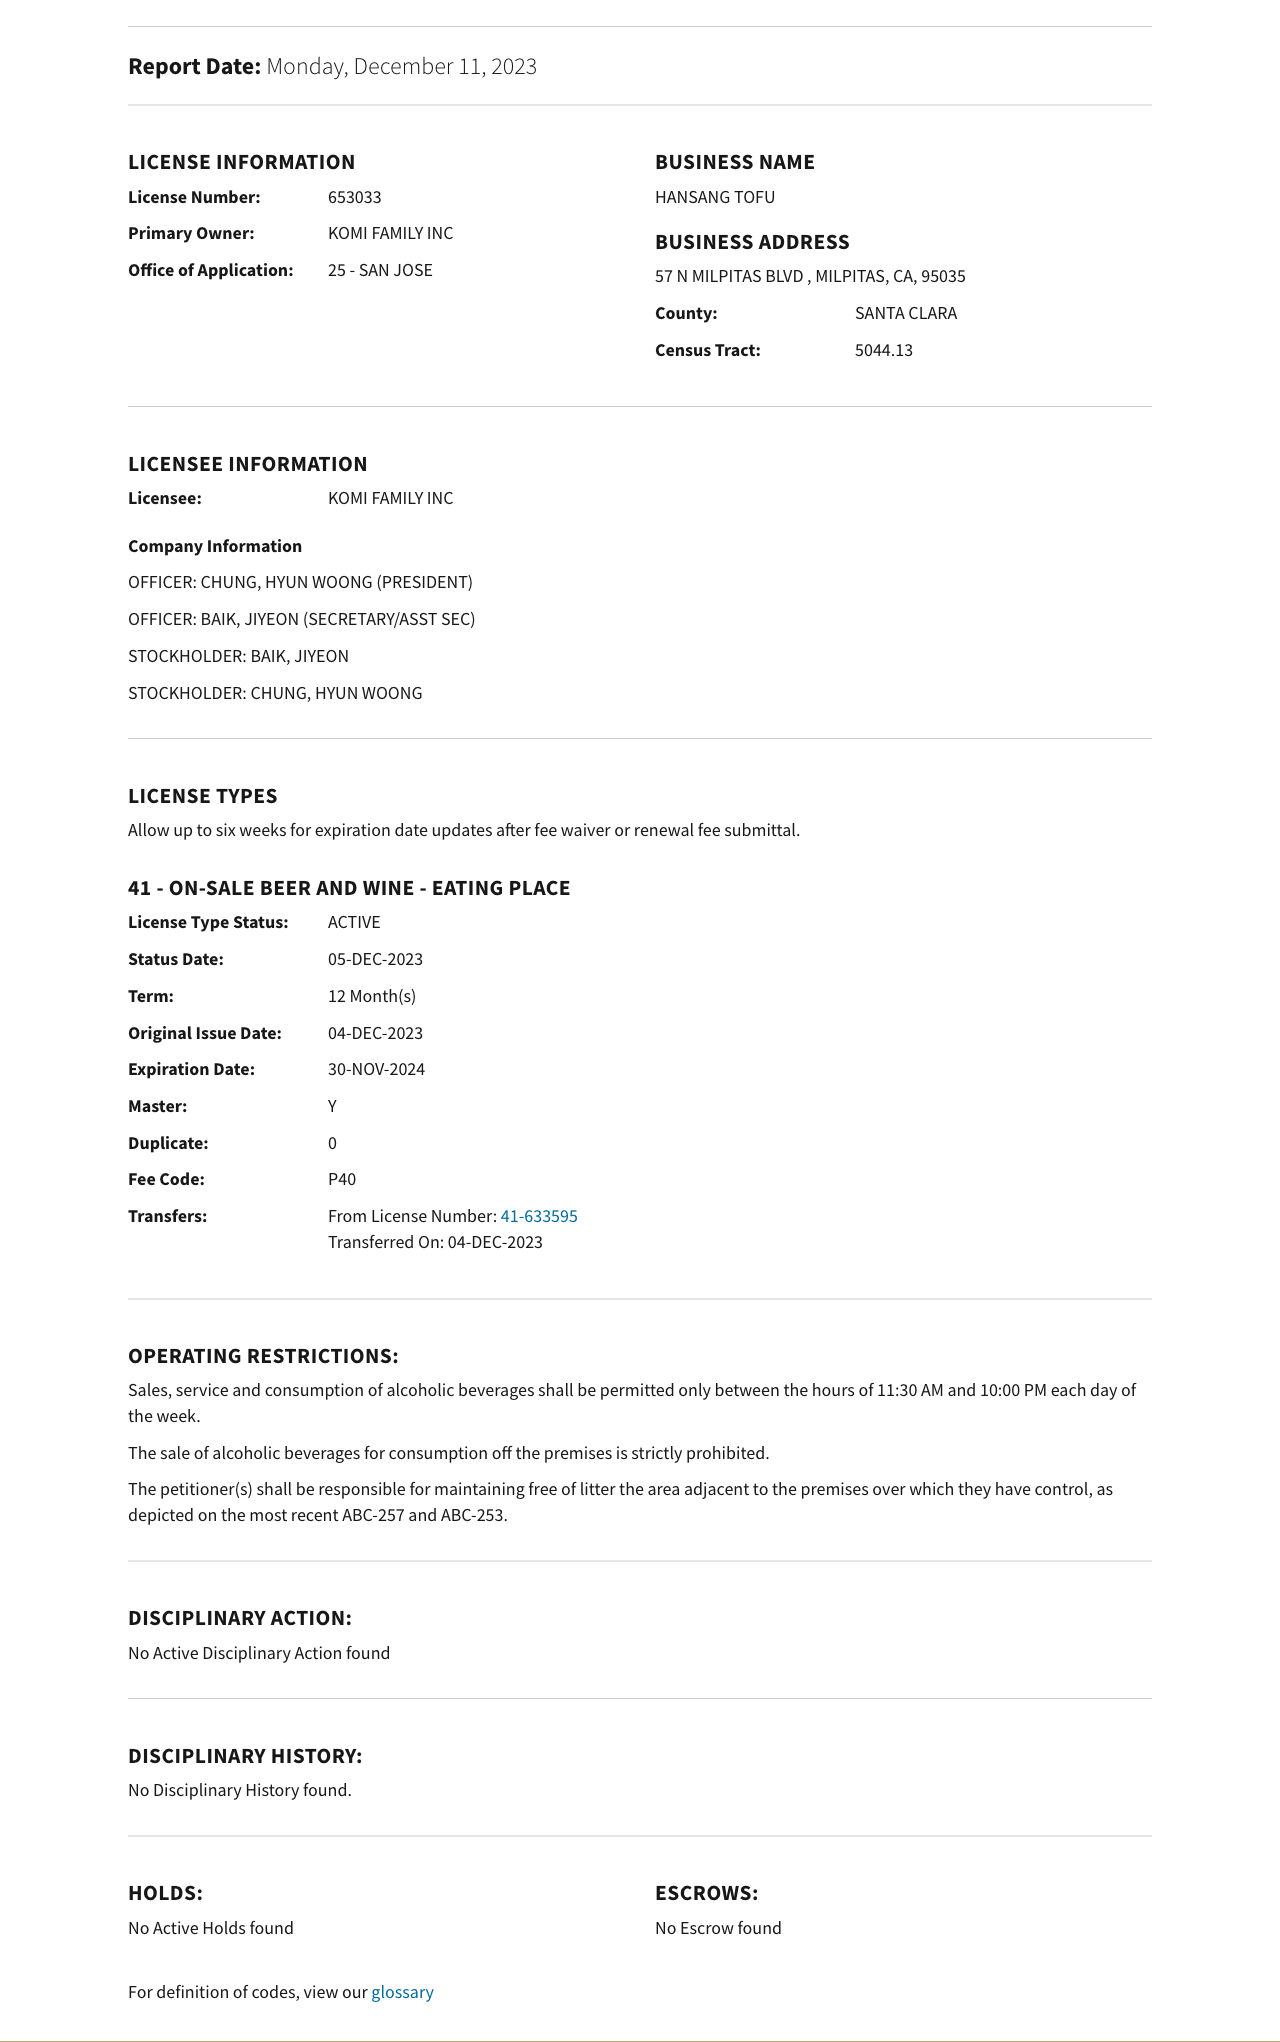 Report Date: Monday, December 11, 2023
LICENSE INFORMATION
License Number: 653033
Primary Owner: KOMI FAMILY INC
Office of Application: 25 - SAN JOSE
BUSINESS NAME
HANSANG TOFU
BUSINESS ADDRESS
57 N MILPITAS BLVD , MILPITAS, CA, 95035
County: SANTA CLARA
Census Tract: 5044.13
LICENSEE INFORMATION
Licensee: KOMI FAMILY INC
Company Information
OFFICER: CHUNG, HYUN WOONG (PRESIDENT)
OFFICER: BAIK, JIYEON (SECRETARY/ASST SEC)
STOCKHOLDER: BAIK, JIYEON
STOCKHOLDER: CHUNG, HYUN WOONG
LICENSE TYPES
Allow up to six weeks for expiration date updates after fee waiver or renewal fee submittal.
41 - ON-SALE BEER AND WINE - EATING PLACE
License Type Status: ACTIVE
Status Date: 05-DEC-2023
Term: 12 Month(s)
Original Issue Date: 04-DEC-2023
Expiration Date: 30-NOV-2024
Master: Y
Duplicate: 0
Fee Code: P40
Transfers: From License Number: 41-633595
Transferred On: 04-DEC-2023
OPERATING RESTRICTIONS:
Sales, service and consumption of alcoholic beverages shall be permitted only between the hours of 11:30 AM and 10:00 PM each day of
the week.
The sale of alcoholic beverages for consumption off the premises is strictly prohibited.
The petitioner(s) shall be responsible for maintaining free of litter the area adjacent to the premises over which they have control, as
depicted on the most recent ABC-257 and ABC-253.
DISCIPLINARY ACTION:
No Active Disciplinary Action found
DISCIPLINARY HISTORY:
No Disciplinary History found.
HOLDS:
No Active Holds found
ESCROWS:
No Escrow found
For definition of codes, view our glossary